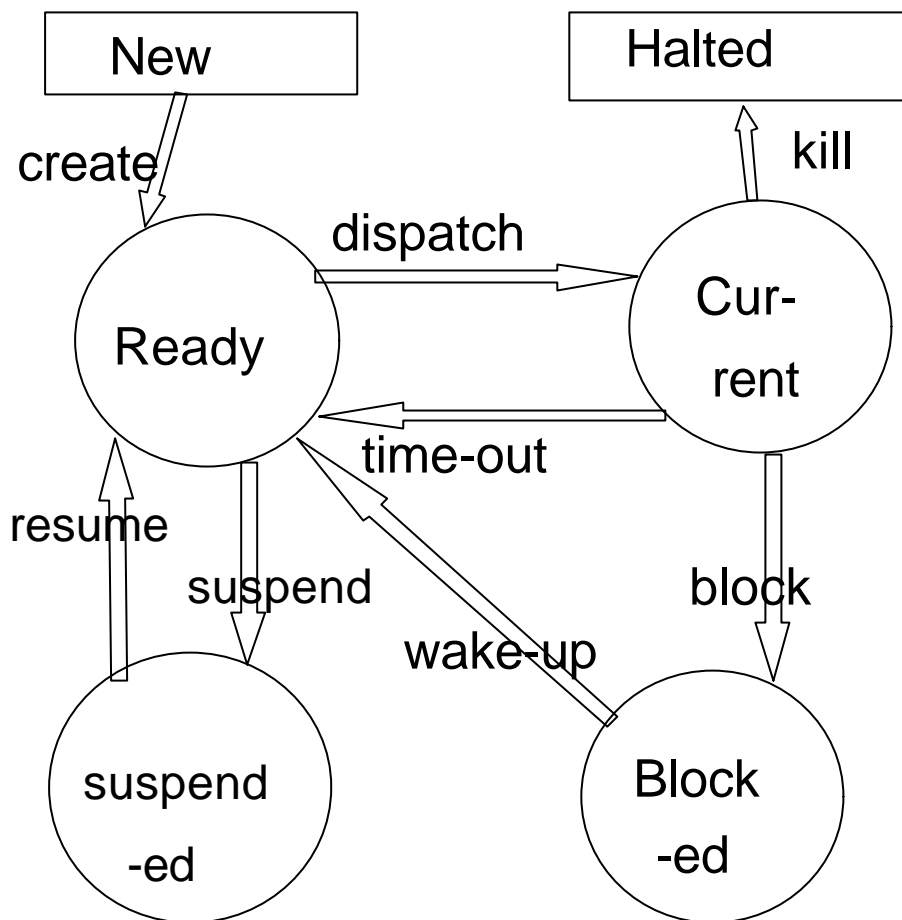 New
Halted
create
kill
dispatch
Ready
Cur-
rent
time-out
resume
suspend
block
wake-up
suspend
-ed
Block
-ed